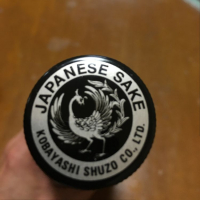 JAPANESE SAKE
KOBAYASHI SHUZO CO., LTD.